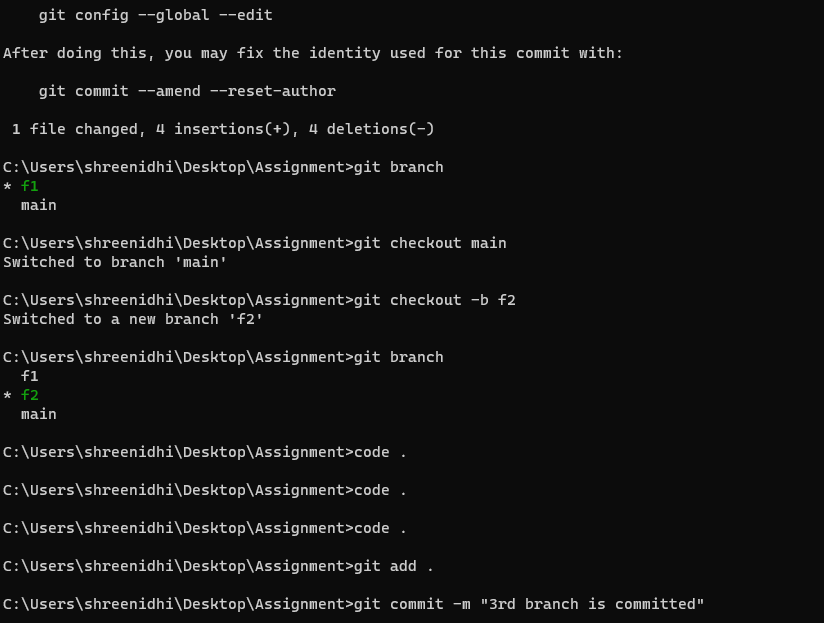 git config --global --edit
After doing this, you may fix the identity used for this commit with:
git commit --amend --reset-author
1 file changed, 4 insertions(+), 4 deletions(-)
C:\Users\shreenidhi\Desktop\Assignment>git branch
* f1
main
C:\Users\shreenidhi\Desktop\Assignment>git checkout main
Switched to branch 'main'
C:\Users\shreenidhi\Desktop\Assignment>git checkout -b f2
Switched to a new branch 'f2'
C:\Users\shreenidhi\Desktop\Assignment>git branch
f1
* f2
main
C:\Users\shreenidhi\Desktop\Assignment>code .
C:\Users\shreenidhi\Desktop\Assignment>code .
C:\Users\shreenidhi\Desktop\Assignment>code .
C:\Users\shreenidhi\Desktop\Assignment>git add .
C:\Users\shreenidhi\Desktop\Assignment>git commit -m "3rd branch is committed"